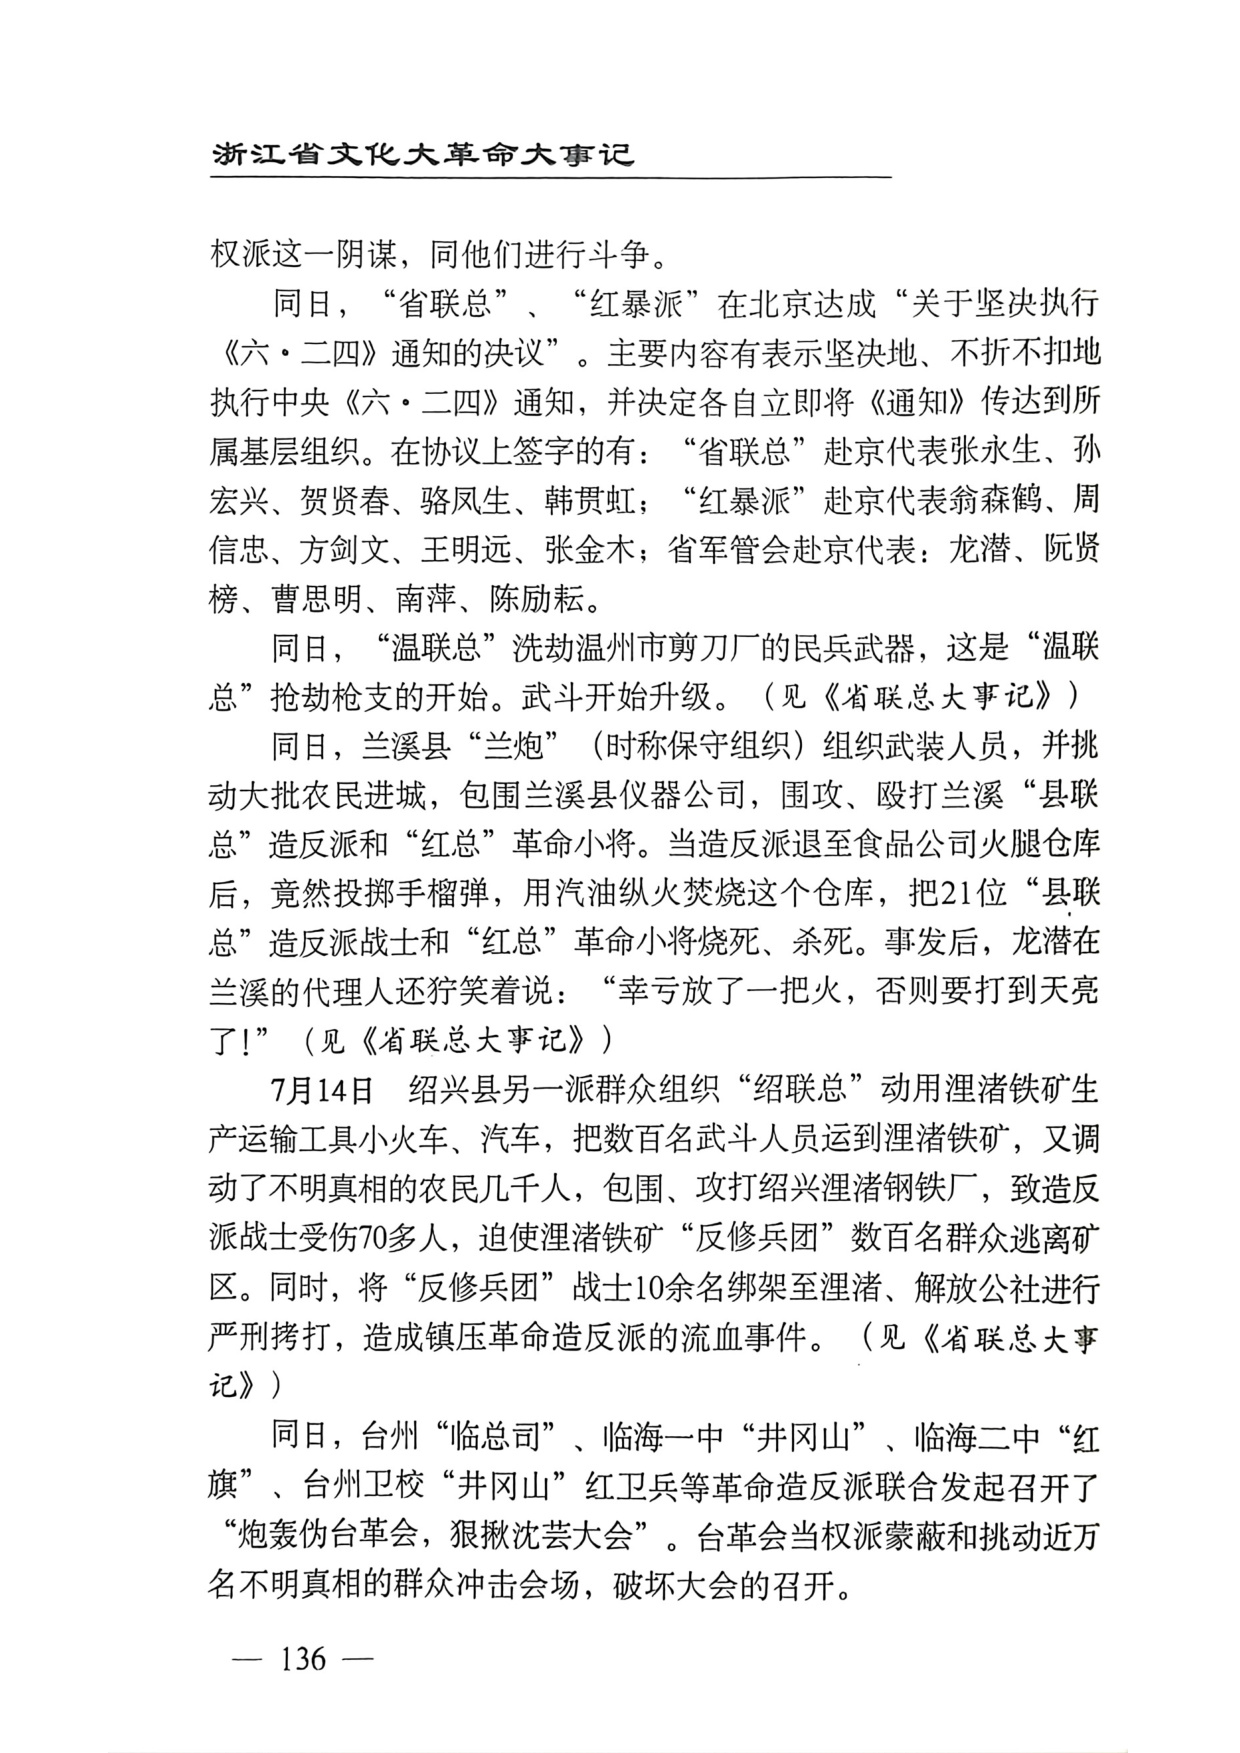 浙江省文化大革命大事记
权派这一阴谋，同他们进行斗争。
同日，“省联总”、“红暴派”在北京达成“关于坚决执行
《六·二四》通知的决议”。主要内容有表示坚决地、不折不扣地
执行中央《六·二四》通知，并决定各自立即将《通知》传达到所
属基层组织。在协议上签字的有：“省联总”赴京代表张永生、孙
宏兴、贺贤春、骆凤生、韩贯虹；“红暴派”赴京代表翁森鹤、周
信忠、方剑文、王明远、张金木；省军管会赴京代表：龙潜、阮贤
榜、曹思明、南萍、陈励耘。
同日，“温联总”洗劫温州市剪刀厂的民兵武器，这是“温联
总”抢劫枪支的开始。武斗开始升级。（见《省联总大事记》）
同日，兰溪县“兰炮”（时称保守组织）组织武装人员，并挑
动大批农民进城，包围兰溪县仪器公司，围攻、殴打兰溪“县联
总”造反派和“红总”革命小将。当造反派退至食品公司火腿仓库
后，竟然投掷手榴弹，用汽油纵火焚烧这个仓库，把21位“县联
总”造反派战士和“红总”革命小将烧死、杀死。事发后，龙潜在
兰溪的代理人还狞笑着说：“幸亏放了一把火，否则要打到天亮
了!”（见《省联总大事记》）
7月14日　绍兴县另一派群众组织“绍联总”动用漓渚铁矿生
产运输工具小火车、汽车，把数百名武斗人员运到漓渚铁矿，又调
动了不明真相的农民几千人，包围、攻打绍兴漓渚钢铁厂，致造反
派战士受伤70多人，迫使漓渚铁矿“反修兵团”数百名群众逃离矿
区。同时，将“反修兵团”战士10余名绑架至漓渚、解放公社进行
严刑拷打，造成镇压革命造反派的流血事件。（见《省联总大事
记》）
同日，台州“临总司”、临海一中“井冈山”、临海二中“红
旗”、台州卫校“井冈山”红卫兵等革命造反派联合发起召开了
“炮轰伪台革会，狠揪沈芸大会”。台革会当权派蒙蔽和挑动近万
名不明真相的群众冲击会场，破坏大会的召开。
— 136 —